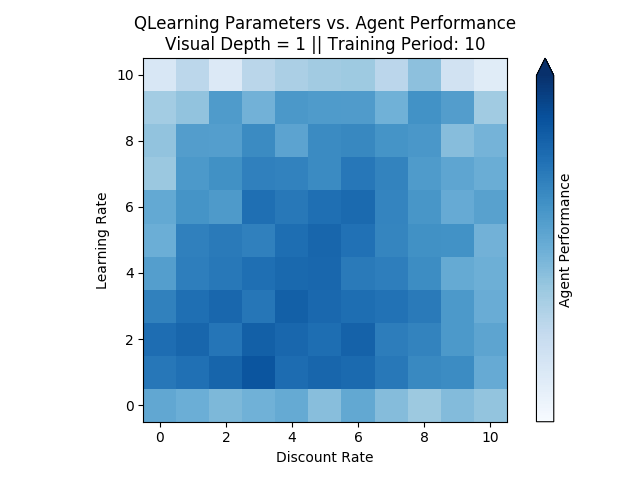 QLearning Parameters vs. Agent Performance
Visual Depth = 1 || Training Period: 10
10
8
6
4
2
0
Learning Rate
0 2 4 6 8 10
Discount Rate
Agent Performance